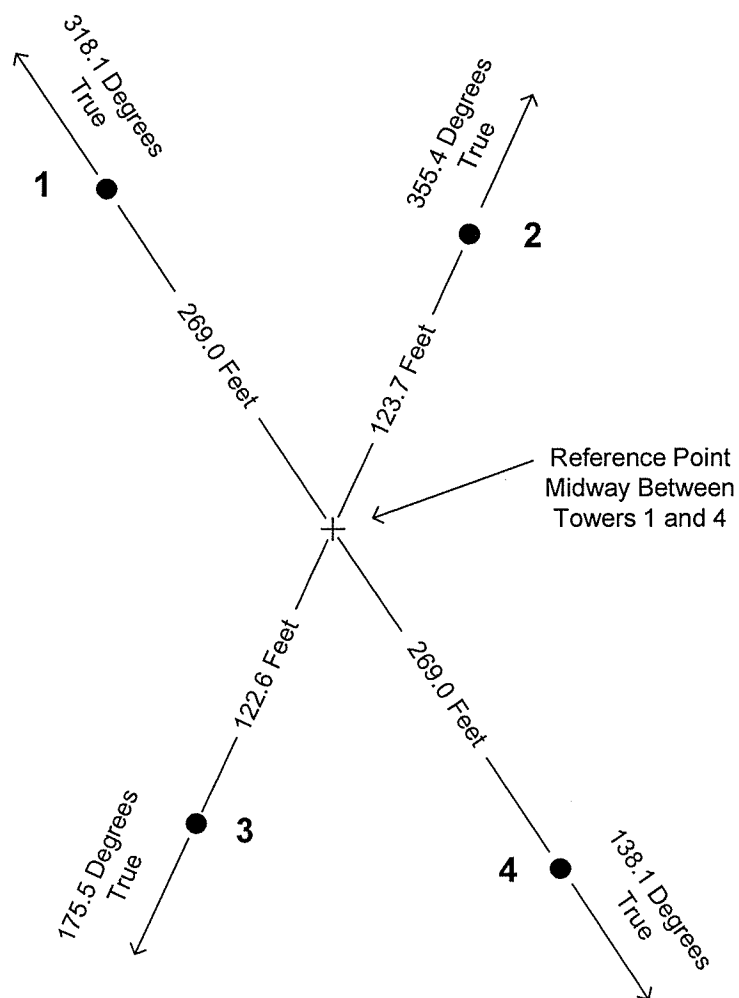 318.1 Degrees
True
1
269.0 Feet
355.4 Degrees
True
2
123.7 Feet
Reference Point
Midway Between
Towers 1 and 4
122.6 Feet
3
175.5 Degrees
True
269.0 Feet
4
138.1 Degrees
True